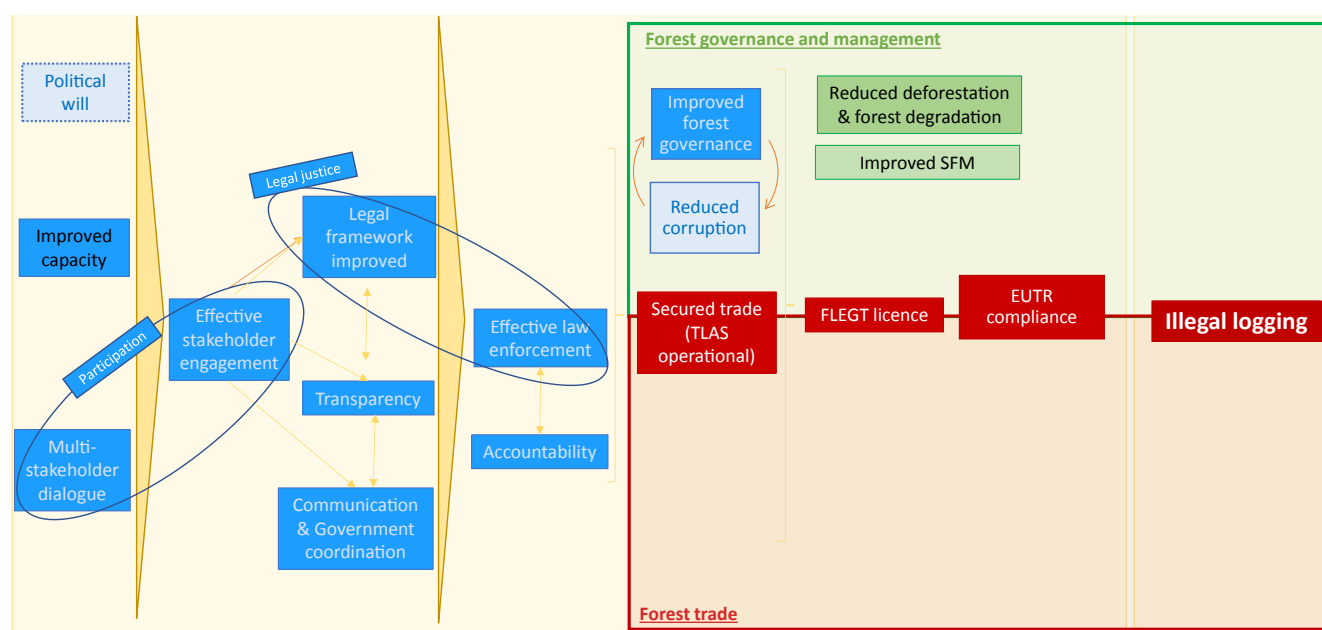 Political
will
Improved
capacity
Multi-
stakeholder
dialogue
Participation
Effective
stakeholder
engagement
Legal justice
Legal
framework
improved
Transparency
Communication
& Government
coordination
Effective law
enforcement
Accountability
Forest governance and management
Improved
forest
governance
Reduced
corruption
Reduced deforestation
& forest degradation
Improved SFM
Secured trade
(TLAS
operational)
FLEGT licence
EUTR
compliance
Illegal logging
Forest trade